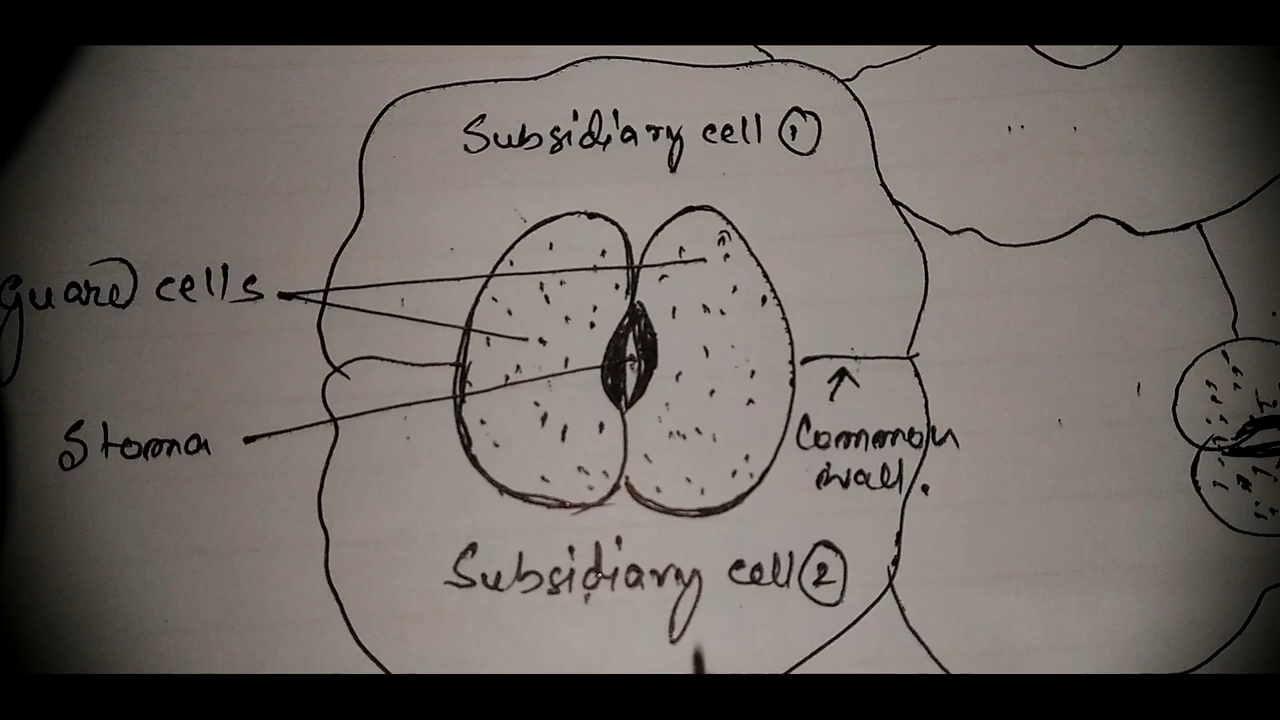 Subsidiary cell 1
Guard cells
Stoma
Common
wall.
Subsidiary cell 2